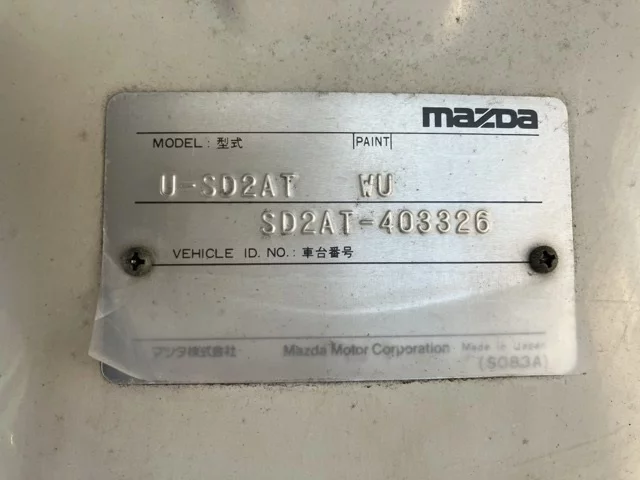 mazda
MODEL : 型式 PAINT
U-SD2AT WU
SD2AT-403326
VEHICLE ID. NO. : 車台番号
マツダ株式会社 Mazda Motor Corporation Made in Japan
(S083A)